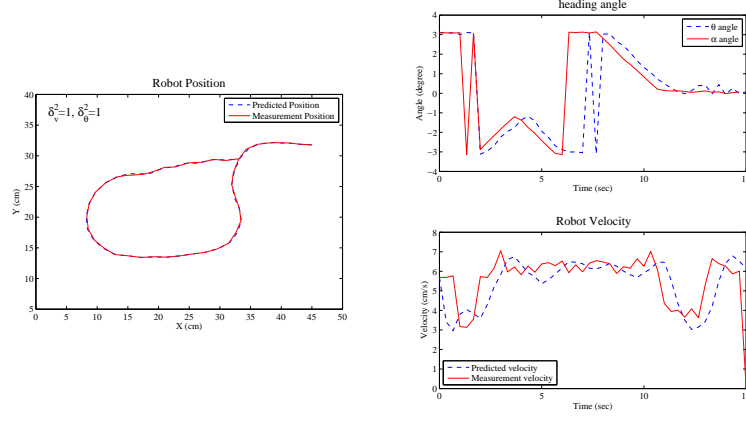 Robot Position
δ²ᵥ=1, δ²_θ=1
Predicted Position
Measurement Position
Y (cm)
40
35
30
25
20
15
10
5
0 5 10 15 20 25 30 35 40 45 50
X (cm)
heading angle
θ angle
α angle
Angle (degree)
4
3
2
1
0
−1
−2
−3
−4
0 5 10 1
Time (sec)
Robot Velocity
Velocity (cm/s)
8
7
6
5
4
3
2
1
0
Predicted velocity
Measurement velocity
0 5 10 1
Time (sec)